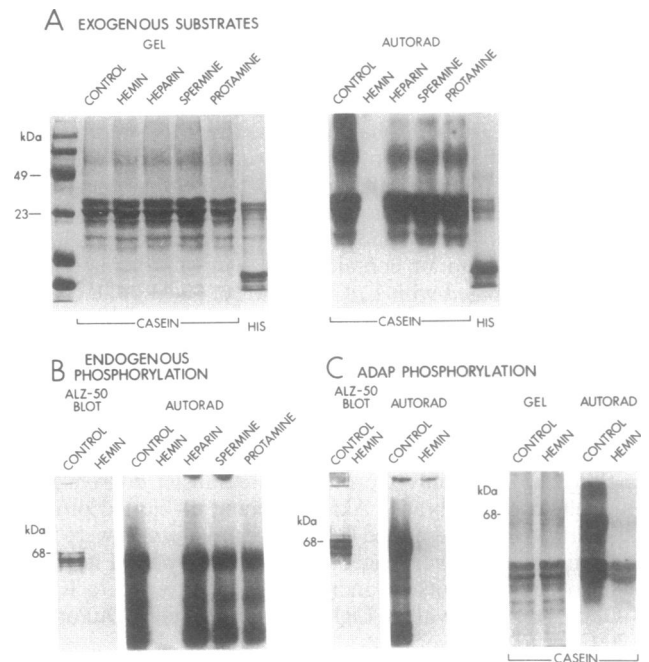 A EXOGENOUS SUBSTRATES
GEL
CONTROL
HEMIN
HEPARIN
SPERMINE
PROTAMINE
kDa
49
23
CASEIN
HIS
AUTORAD
CONTROL
HEMIN
HEPARIN
SPERMINE
PROTAMINE
CASEIN
HIS
B ENDOGENOUS
PHOSPHORYLATION
ALZ-50
BLOT
CONTROL
HEMIN
kDa
68-
AUTORAD
CONTROL
HEMIN
HEPARIN
SPERMINE
PROTAMINE
C ADAP PHOSPHORYLATION
ALZ-50
BLOT
CONTROL
HEMIN
kDa
68-
AUTORAD
CONTROL
HEMIN
GEL
CONTROL
HEMIN
kDa
68-
AUTORAD
CONTROL
HEMIN
CASEIN